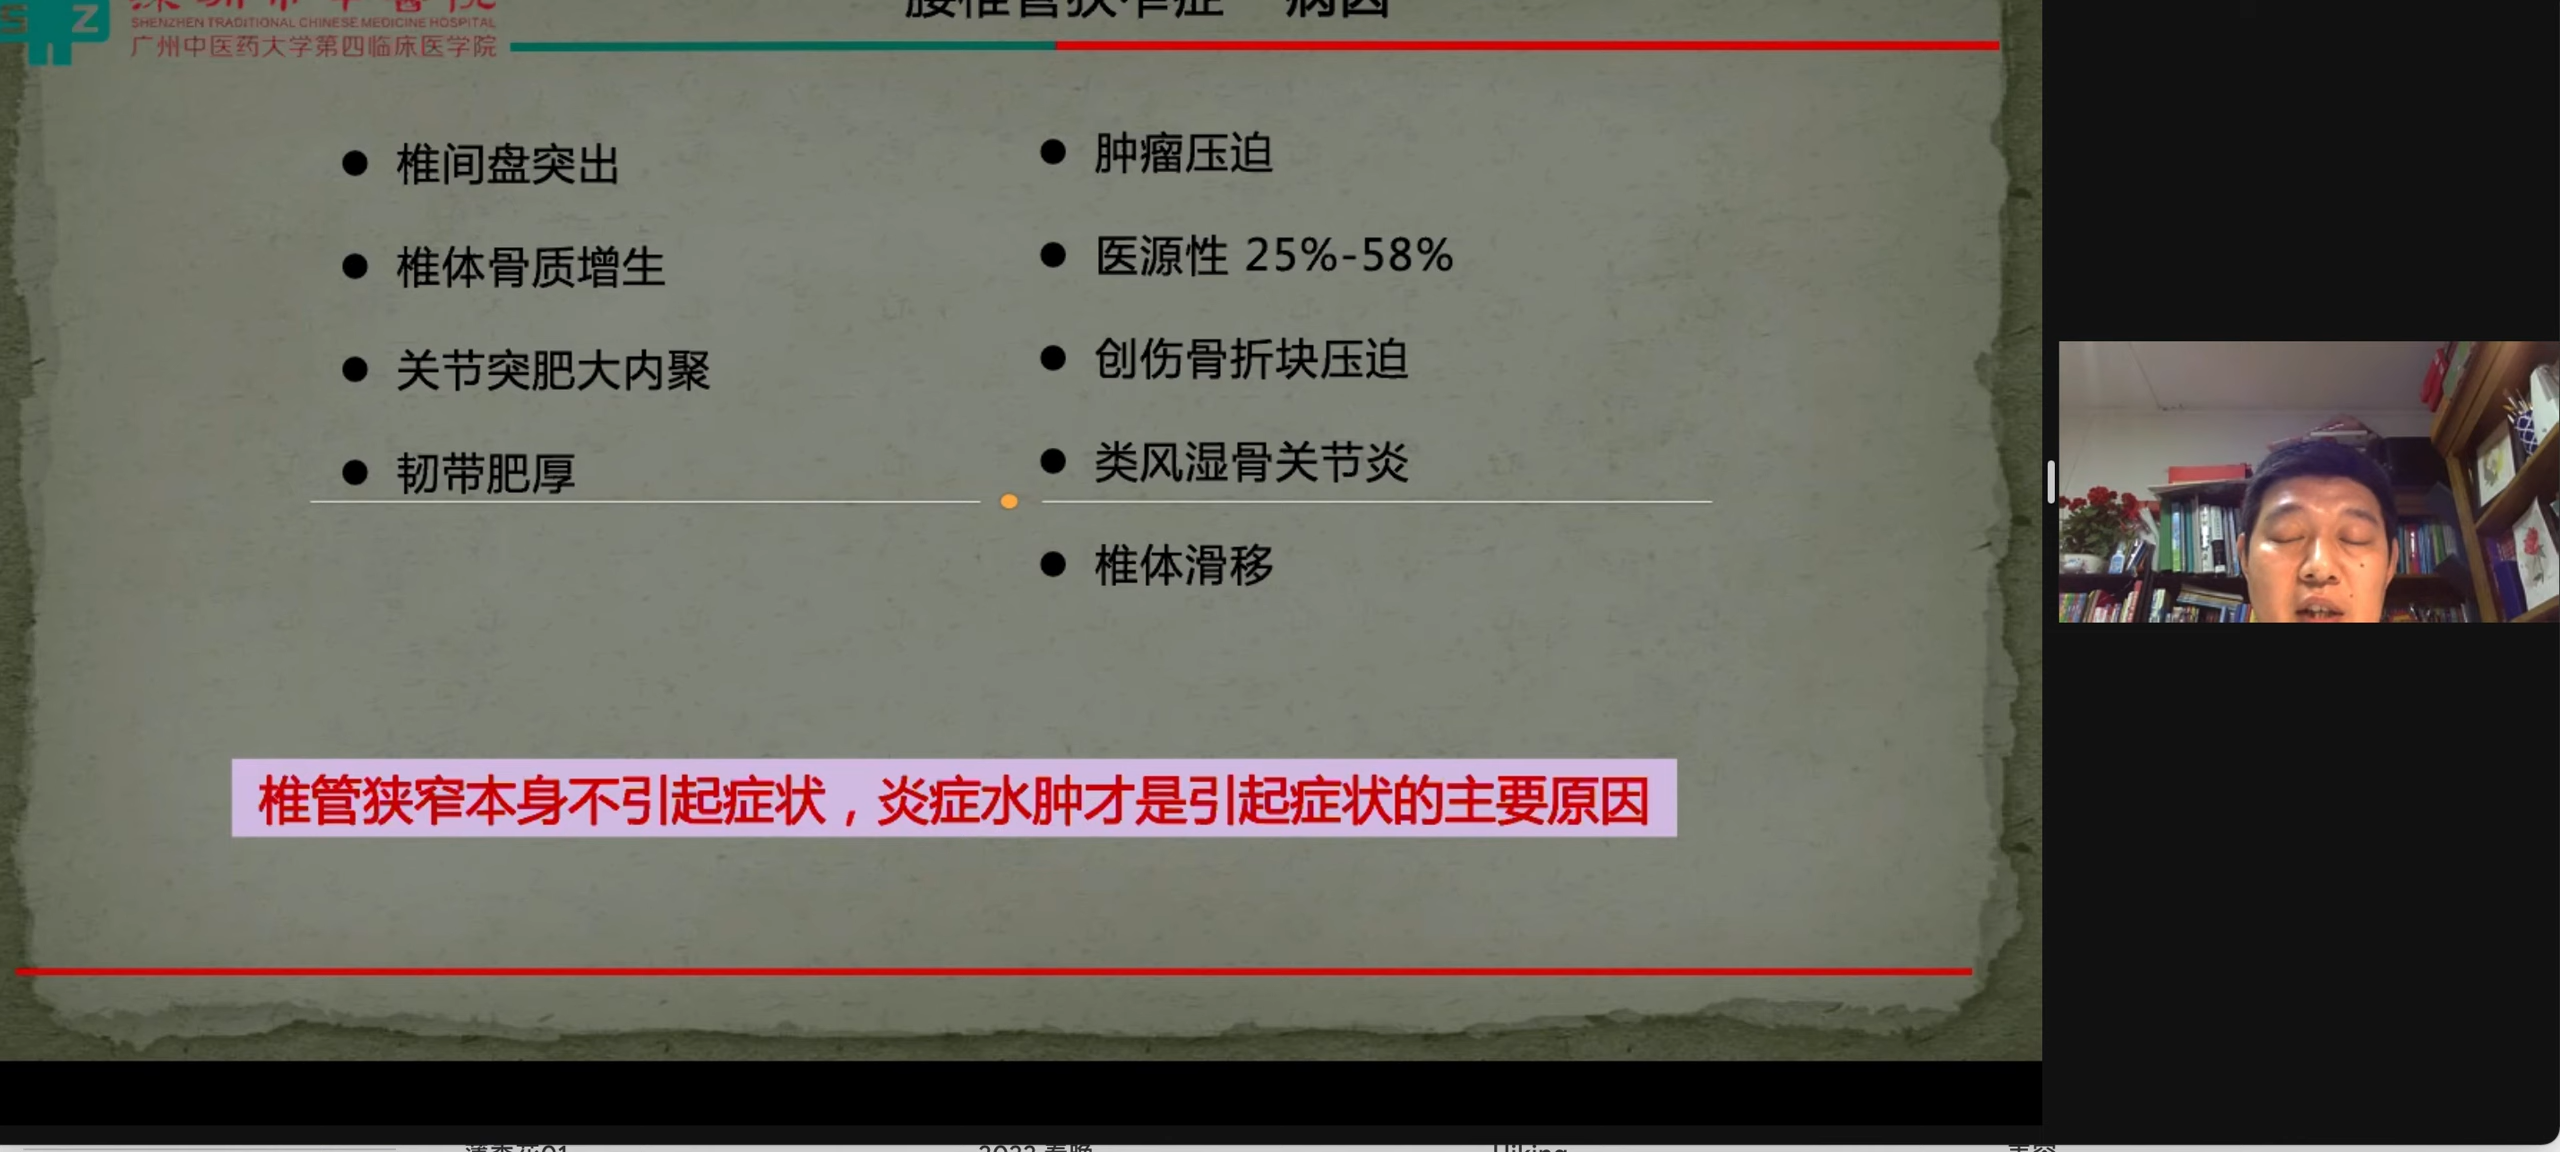 SHENZHEN TRADITIONAL CHINESE MEDICINE HOSPITAL
广州中医药大学第四临床医学院
腰椎管狭窄症 病因
椎间盘突出
椎体骨质增生
关节突肥大内聚
韧带肥厚
肿瘤压迫
医源性 25%-58%
创伤骨折块压迫
类风湿骨关节炎
椎体滑移
椎管狭窄本身不引起症状，炎症水肿才是引起症状的主要原因